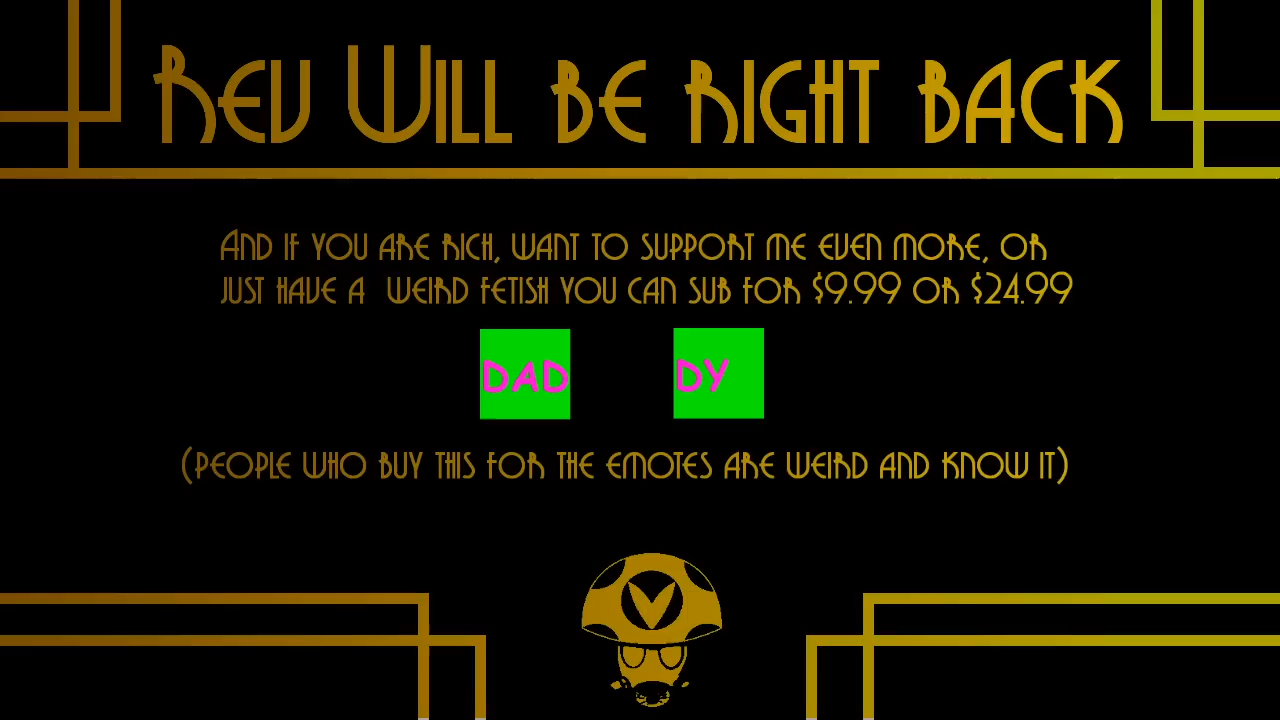 Rev Will be right back
And if you are rich, want to support me even more, or
just have a weird fetish you can sub for $9.99 or $24.99
DAD DY
(people who buy this for the emotes are weird and know it)